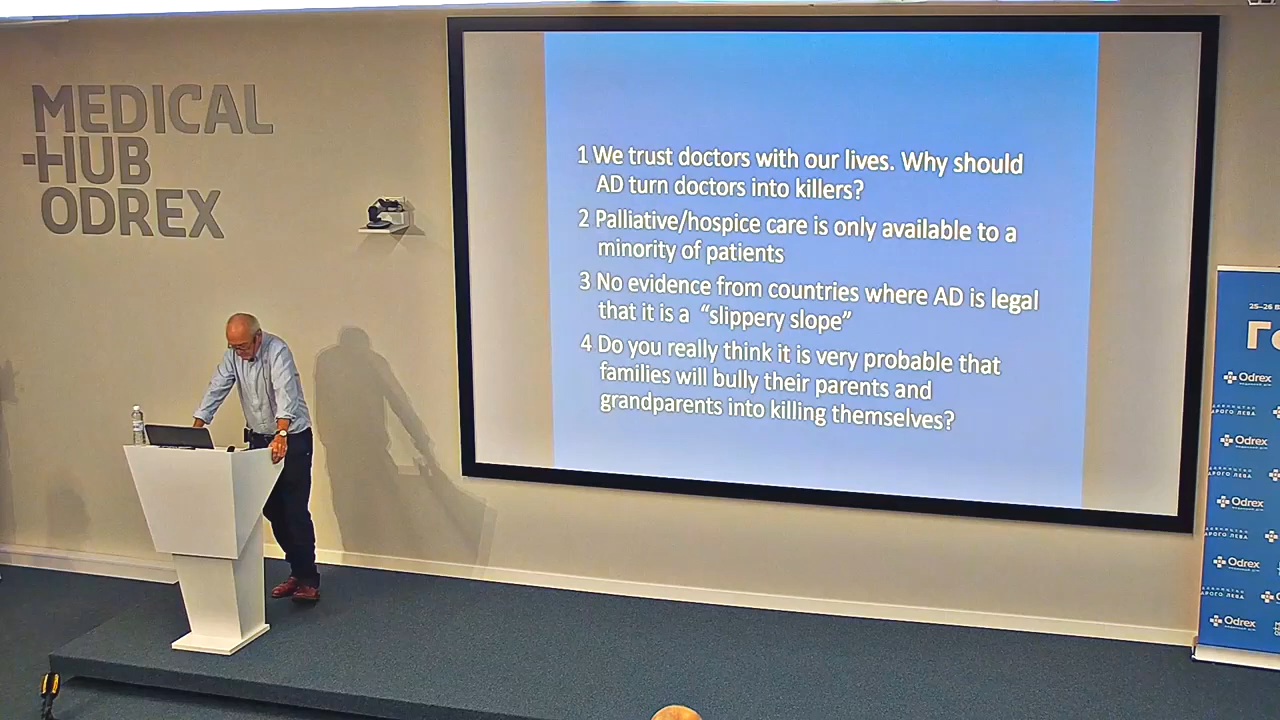 MEDICAL
+HUB
ODREX
1 We trust doctors with our lives. Why should
AD turn doctors into killers?
2 Palliative/hospice care is only available to a
minority of patients
3 No evidence from countries where AD is legal
that it is a “slippery slope”
4 Do you really think it is very probable that
families will bully their parents and
grandparents into killing themselves?
25–26
Odrex
Odrex
Odrex
Odrex
Odrex